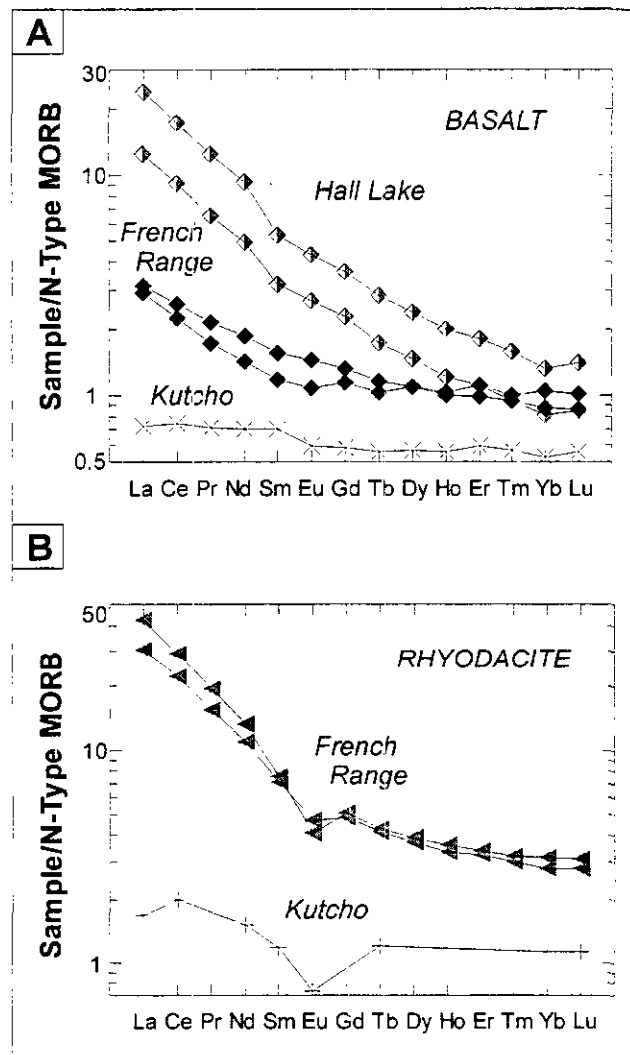 A
30
BASALT
10
Hall Lake
French
Range
1
Kutcho
0.5
Sample/N-Type MORB
La Ce Pr Nd Sm Eu Gd Tb Dy Ho Er Tm Yb Lu
B
50
RHYODACITE
10
French
Range
Kutcho
1
Sample/N-Type MORB
La Ce Pr Nd Sm Eu Gd Tb Dy Ho Er Tm Yb Lu